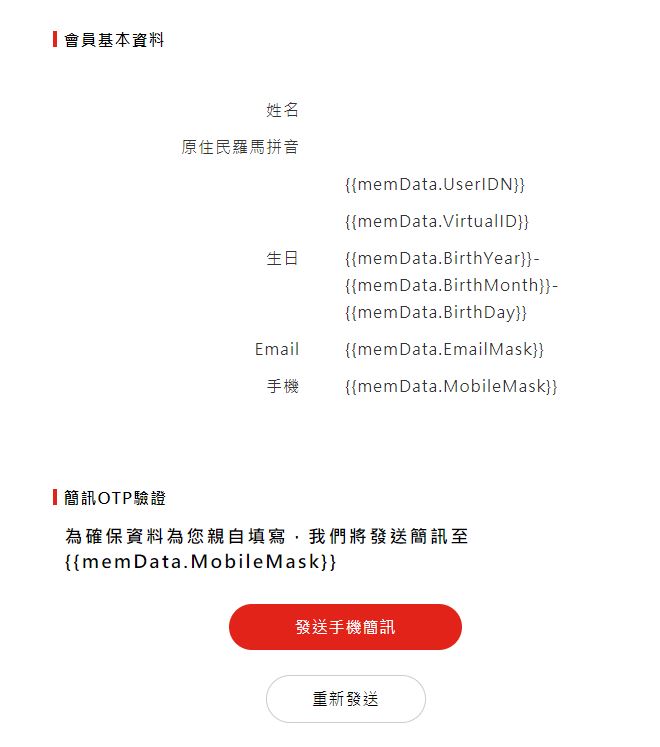 會員基本資料
姓名
原住民羅馬拼音
{{memData.UserIDN}}
{{memData.VirtualID}}
生日 {{memData.BirthYear}}-
{{memData.BirthMonth}}-
{{memData.BirthDay}}
Email {{memData.EmailMask}}
手機 {{memData.MobileMask}}
簡訊OTP驗證
為確保資料為您親自填寫，我們將發送簡訊至
{{memData.MobileMask}}
發送手機簡訊
重新發送